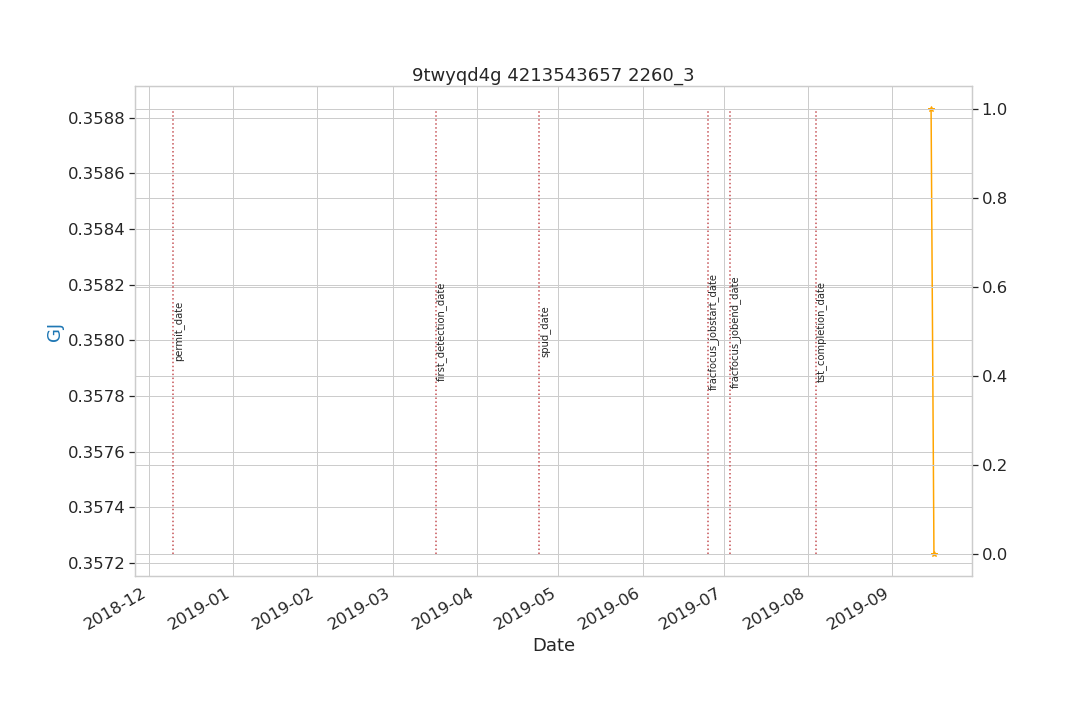 9twyqd4g 4213543657 2260_3
0.3588
0.3586
0.3584
0.3582
0.3580
0.3578
0.3576
0.3574
0.3572
GJ
permit_date
first_detection_date
spud_date
fracfocus_jobstart_date
fracfocus_jobend_date
tst_completion_date
1.0
0.8
0.6
0.4
0.2
0.0
2018-12
2019-01
2019-02
2019-03
2019-04
2019-05
2019-06
2019-07
2019-08
2019-09
Date